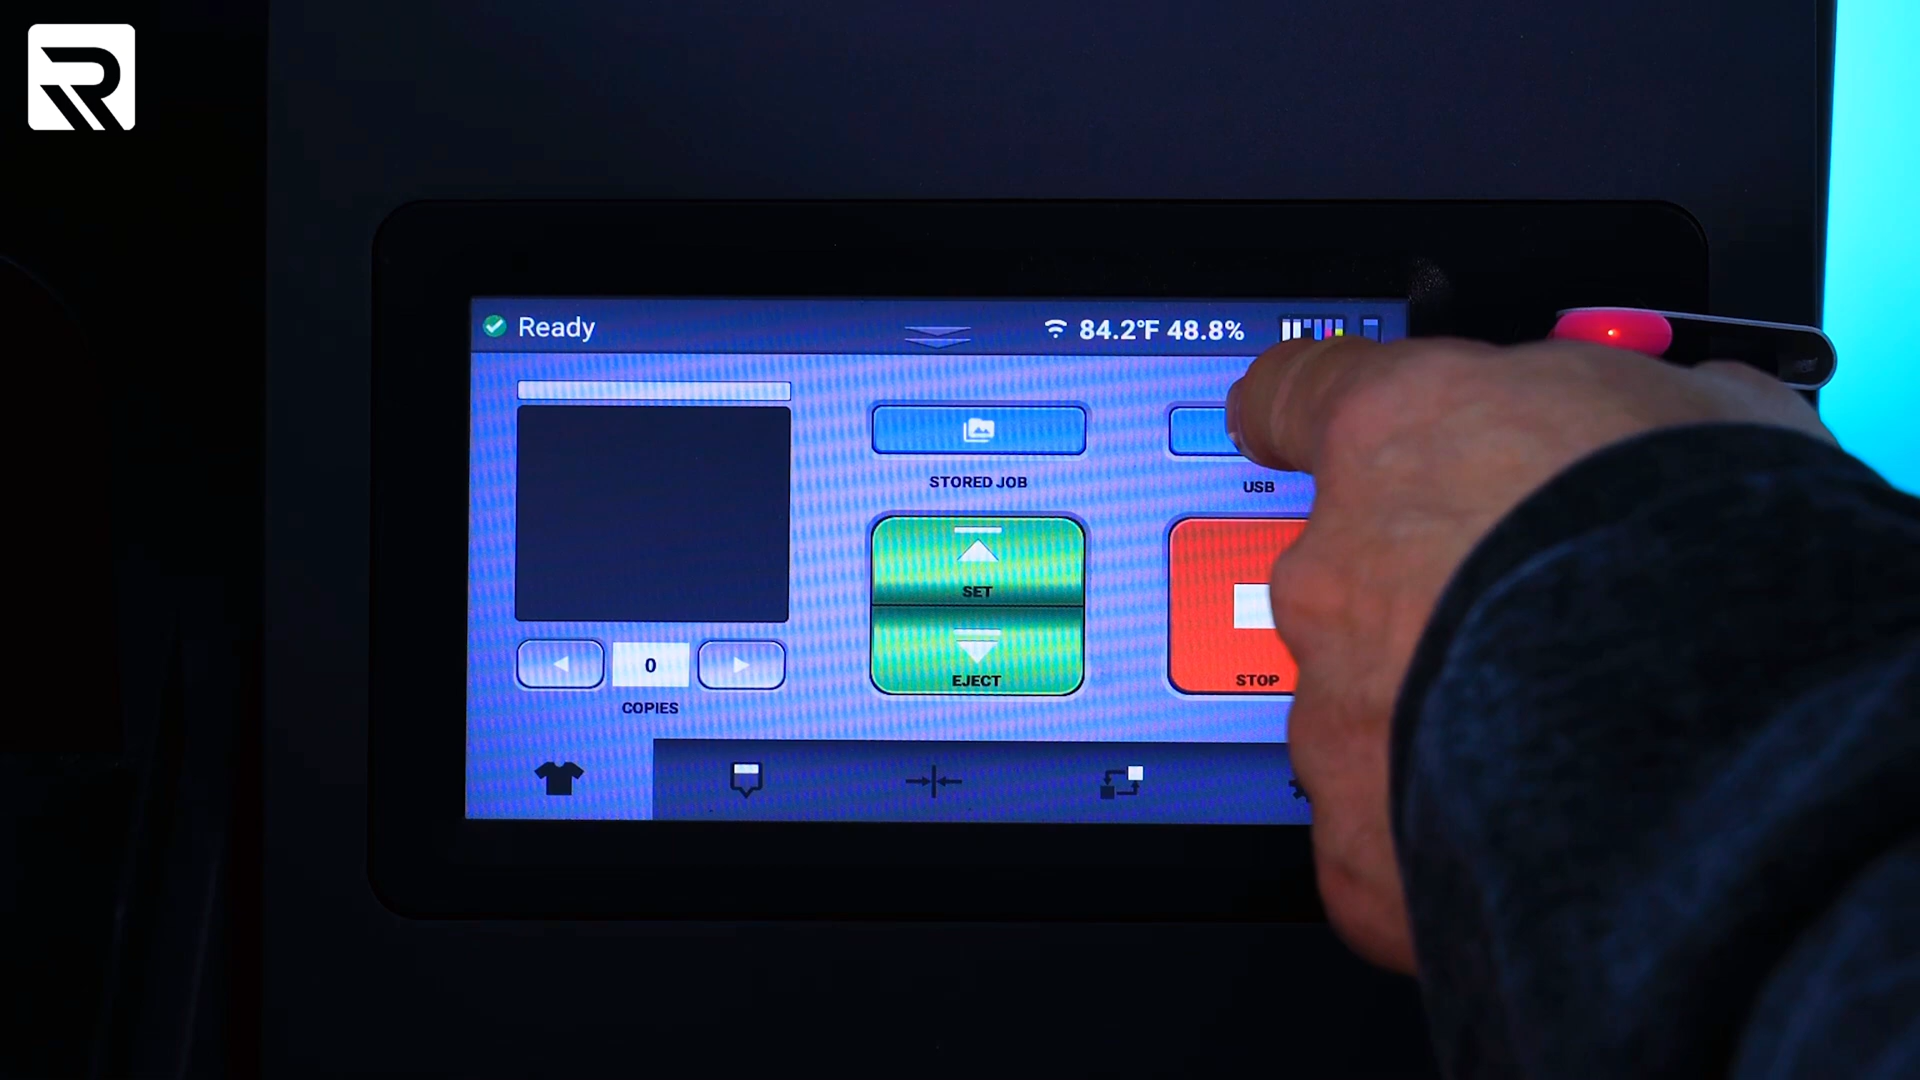 Ready
84.2°F 48.8%
STORED JOB
USB
SET
STOP
EJECT
0
COPIES